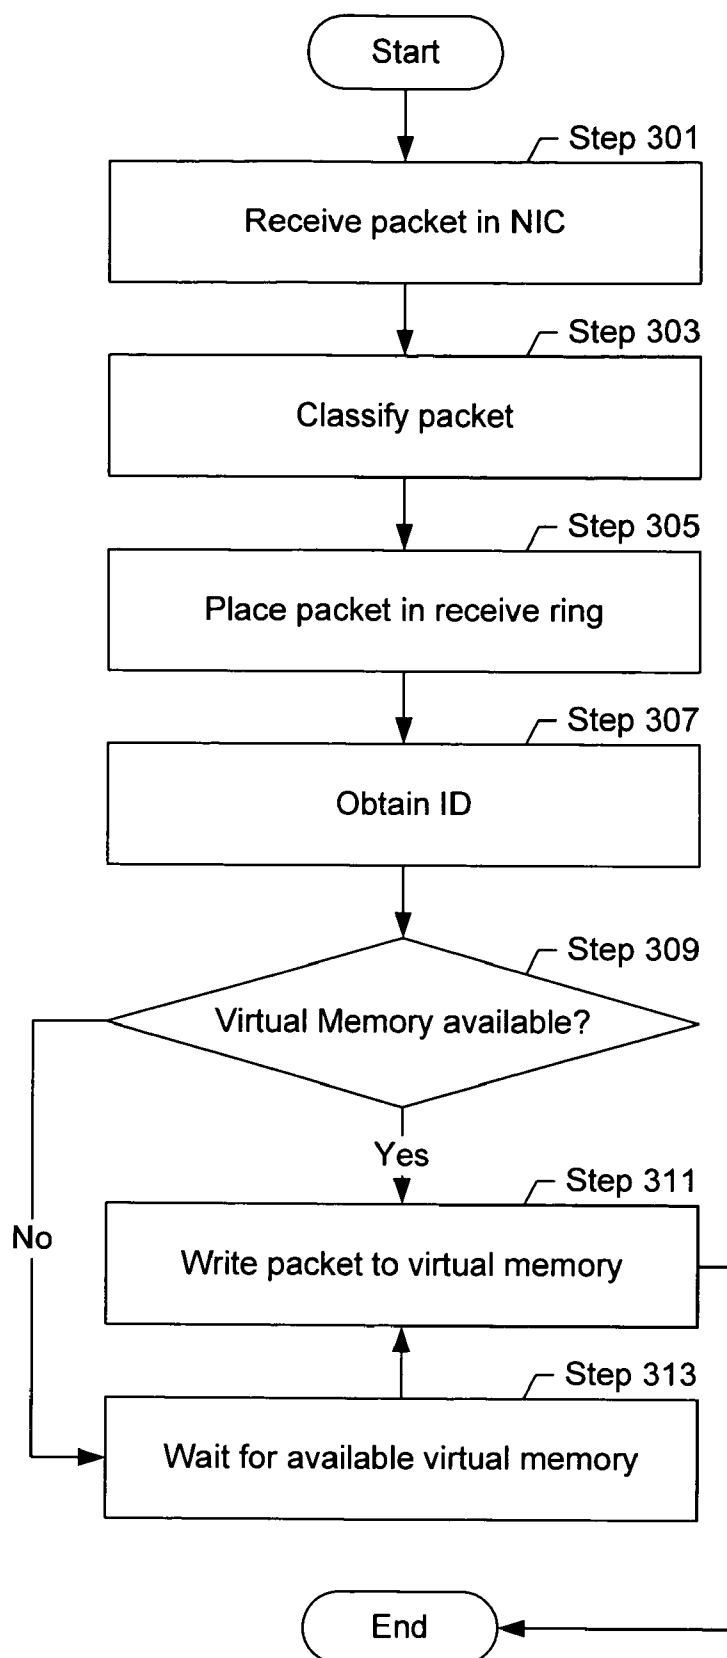 Start
Step 301
Receive packet in NIC
Step 303
Classify packet
Step 305
Place packet in receive ring
Step 307
Obtain ID
Step 309
Virtual Memory available?
Yes
Step 311
No
Write packet to virtual memory
Step 313
Wait for available virtual memory
End